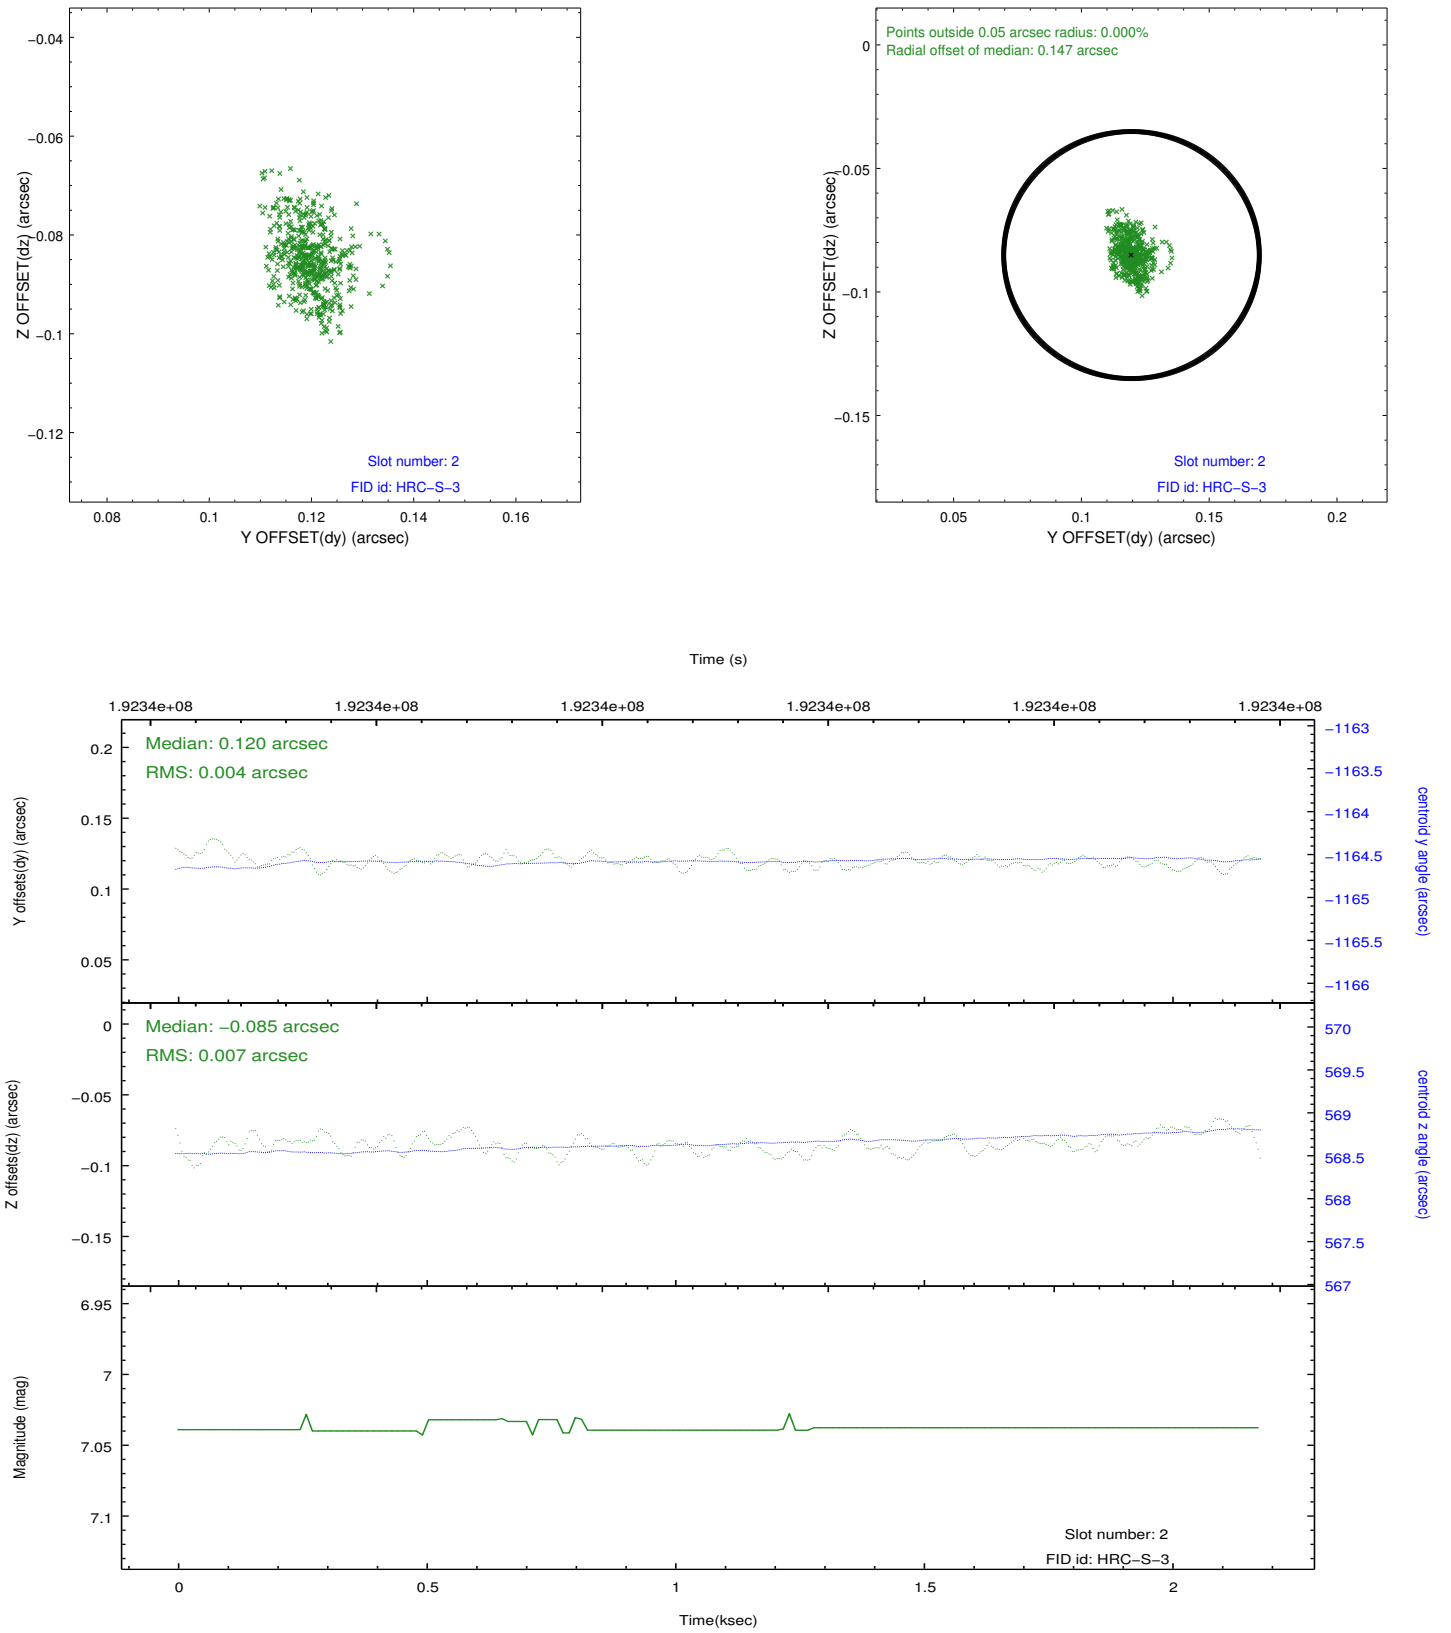 −0.04
−0.06
−0.08
−0.1
−0.12
Z OFFSET(dz) (arcsec)
0.08
0.1
0.12
0.14
0.16
Y OFFSET(dy) (arcsec)
Slot number: 2
FID id: HRC−S−3
Points outside 0.05 arcsec radius: 0.000%
Radial offset of median: 0.147 arcsec
0
−0.05
−0.1
−0.15
Z OFFSET(dz) (arcsec)
0.05
0.1
0.15
0.2
Y OFFSET(dy) (arcsec)
Slot number: 2
FID id: HRC−S−3
Time (s)
1.9234e+08
1.9234e+08
1.9234e+08
1.9234e+08
1.9234e+08
1.9234e+08
Median: 0.120 arcsec
RMS: 0.004 arcsec
0.2
0.15
0.1
0.05
Y offsets(dy) (arcsec)
−1163
−1163.5
−1164
−1164.5
−1165
−1165.5
−1166
centroid y angle (arcsec)
Median: −0.085 arcsec
RMS: 0.007 arcsec
0
−0.05
−0.1
−0.15
Z offsets(dz) (arcsec)
570
569.5
569
568.5
568
567.5
567
centroid z angle (arcsec)
6.95
7
7.05
7.1
Magnitude (mag)
Slot number: 2
FID id: HRC−S−3
0
0.5
1
1.5
2
Time(ksec)